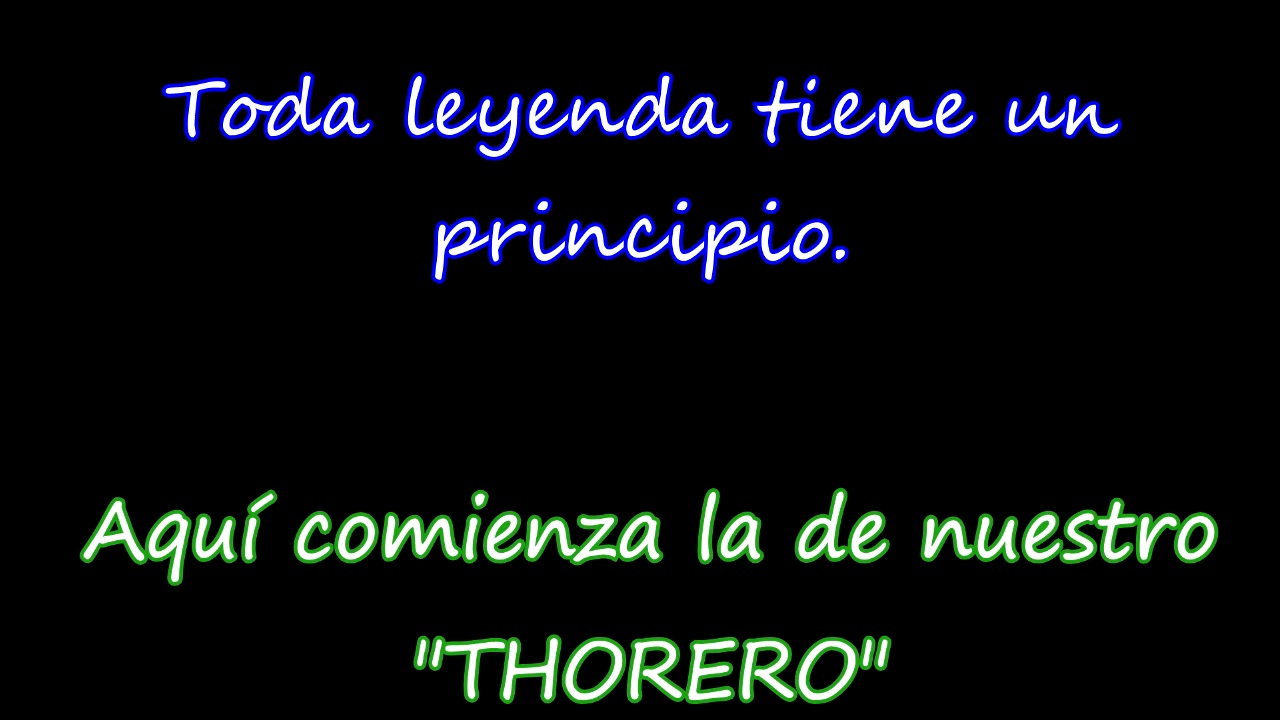 Toda leyenda tiene un
principio.
Aquí comienza la de nuestro
"THORERO"